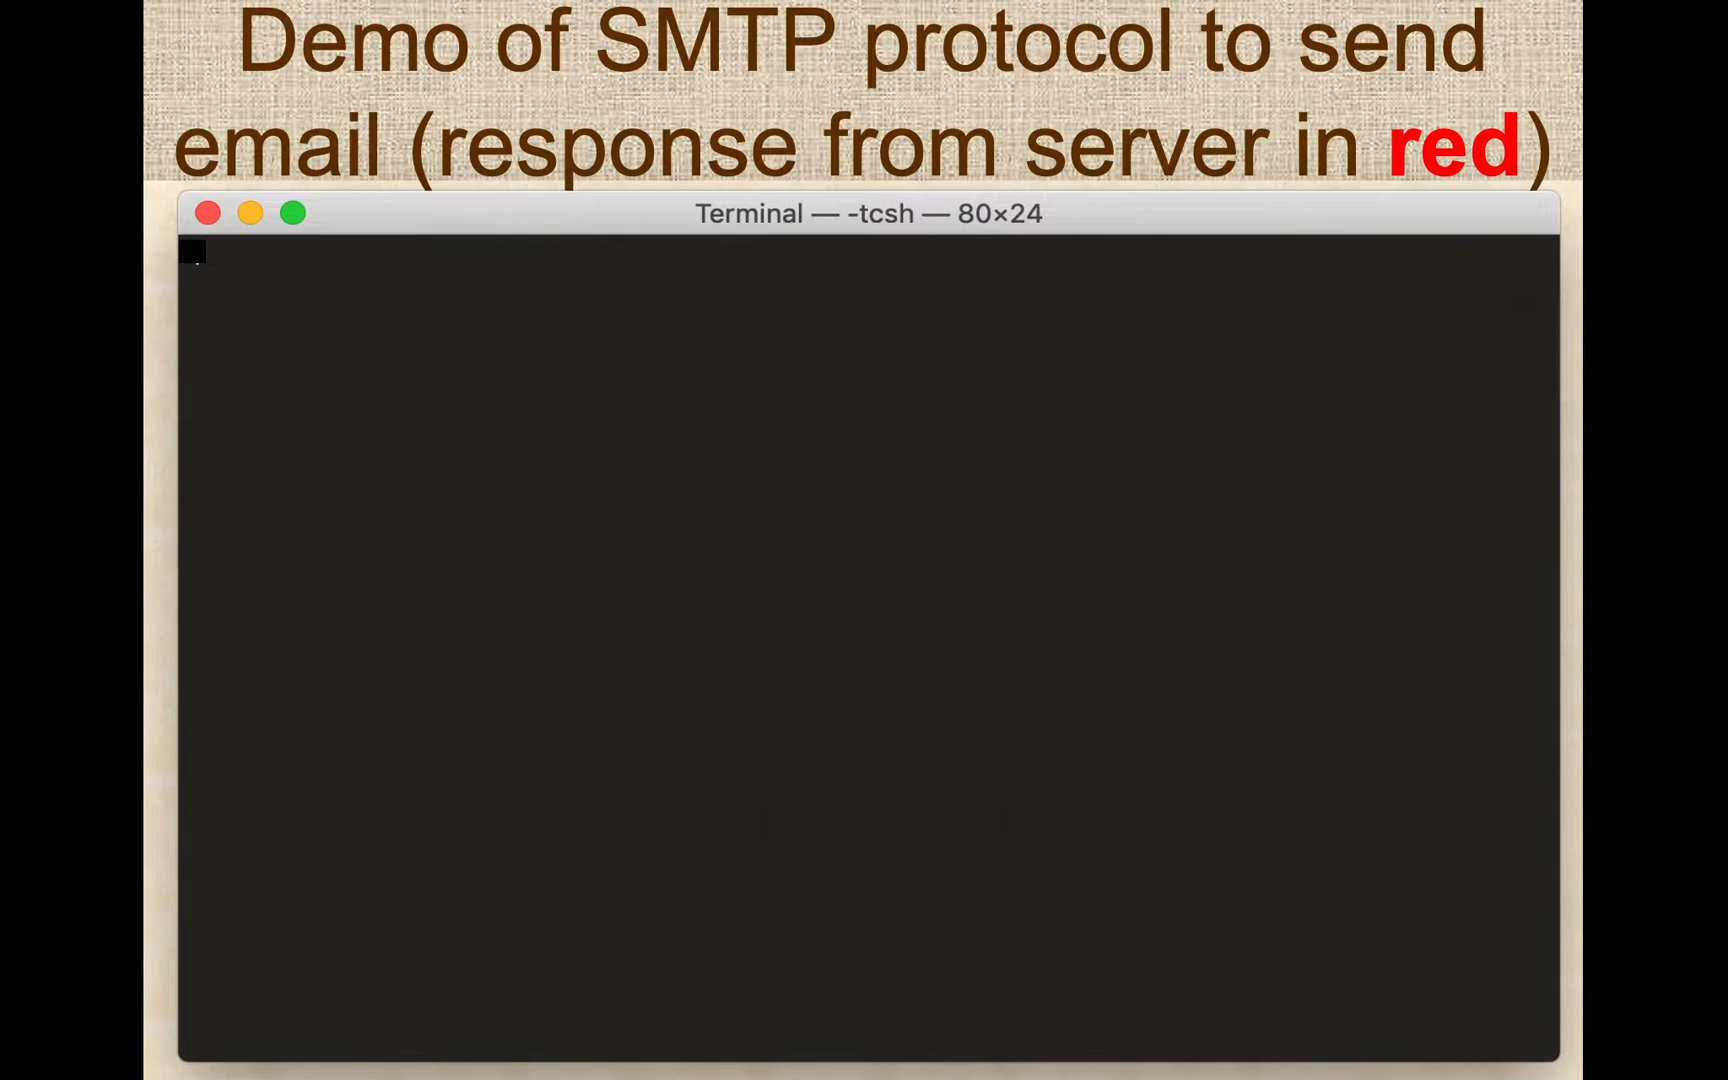 Demo of SMTP protocol to send
email (response from server in red)
Terminal — -tcsh — 80×24